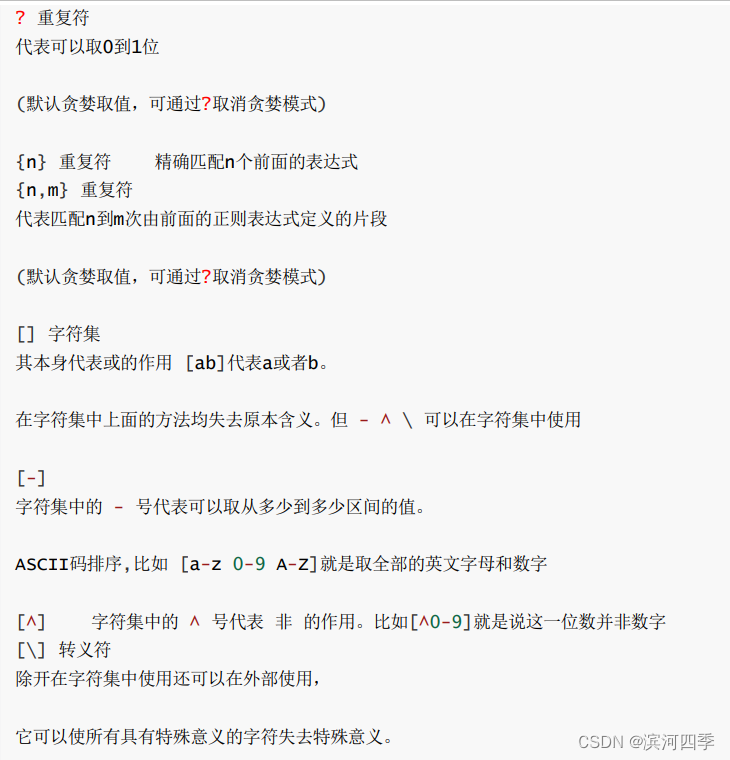 ? 重复符
代表可以取0到1位
(默认贪婪取值，可通过?取消贪婪模式)
{n} 重复符    精确匹配n个前面的表达式
{n,m} 重复符
代表匹配n到m次由前面的正则表达式定义的片段
(默认贪婪取值，可通过?取消贪婪模式)
[] 字符集
其本身代表或的作用 [ab]代表a或者b。
在字符集中上面的方法均失去原本含义。但 - ^ \ 可以在字符集中使用
[-]
字符集中的 - 号代表可以取从多少到多少区间的值。
ASCII码排序,比如 [a-z 0-9 A-Z]就是取全部的英文字母和数字
[^]    字符集中的 ^ 号代表 非 的作用。比如[^0-9]就是说这一位数并非数字
[\] 转义符
除开在字符集中使用还可以在外部使用，
它可以使所有具有特殊意义的字符失去特殊意义。
CSDN @滨河四季